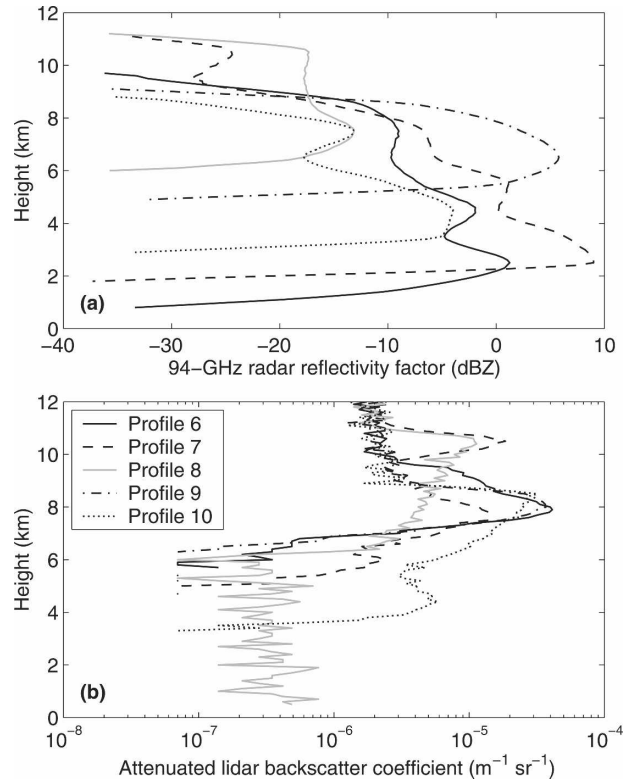 12
10
8
6
4
2
0
Height (km)
(a)
−40
−30
−20
−10
0
10
94−GHz radar reflectivity factor (dBZ)
12
10
8
6
4
2
0
Height (km)
Profile 6
Profile 7
Profile 8
Profile 9
Profile 10
(b)
10⁻⁸
10⁻⁷
10⁻⁶
10⁻⁵
10⁻⁴
Attenuated lidar backscatter coefficient (m⁻¹ sr⁻¹)